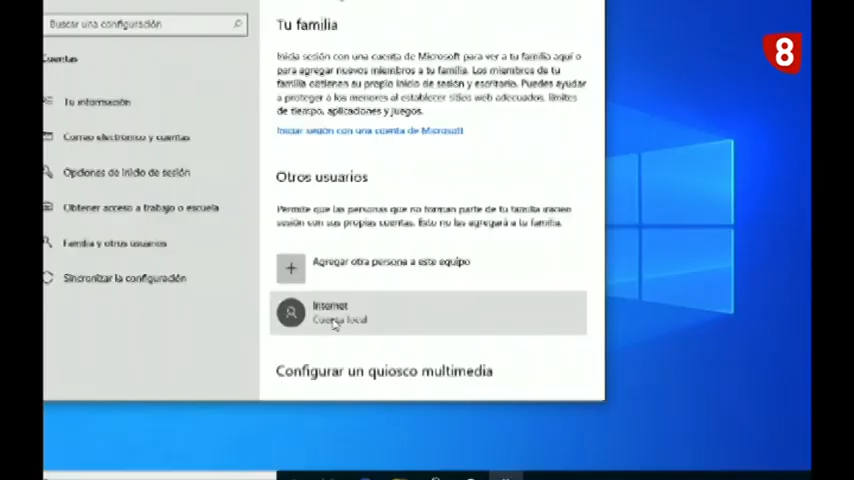 Buscar una configuración
Tu familia
Cuentas
Inicia sesión con una cuenta de Microsoft para ver a tu familia aquí o
para agregar nuevos miembros a tu familia. Los miembros de tu
familia obtienen su propio inicio de sesión y escritorio. Puedes ayudar
a proteger a los menores al establecer sitios web adecuados, límites
de tiempo, aplicaciones y juegos.
Tu información
Iniciar sesión con una cuenta de Microsoft
Correo electrónico y cuentas
Opciones de inicio de sesión
Otros usuarios
Obtener acceso a trabajo o escuela
Permite que las personas que no forman parte de tu familia inicien
sesión con sus propias cuentas. Esto no las agregará a tu familia.
Familia y otros usuarios
Agregar otra persona a este equipo
Sincronizar la configuración
Internet
Cuenta local
Configurar un quiosco multimedia
8